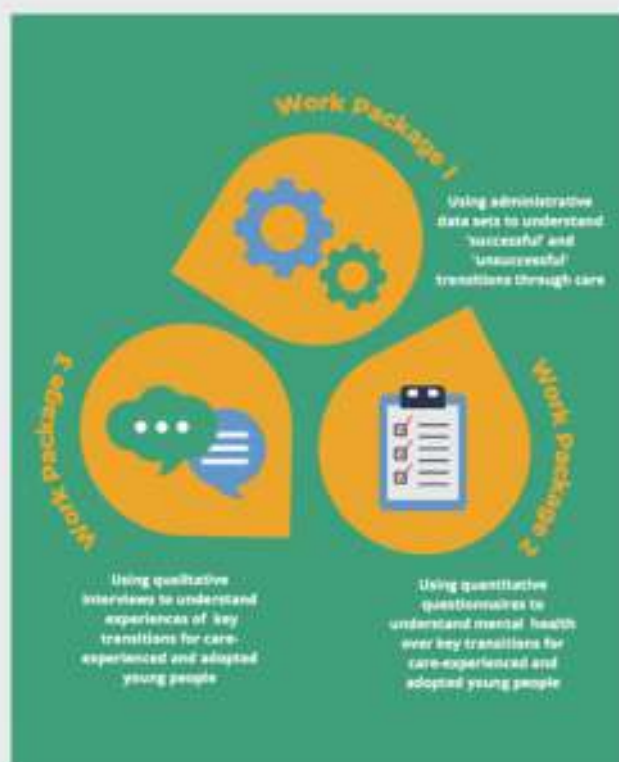 Work Package 1
Using administrative
data sets to understand
'successful' and
'unsuccessful'
transitions through care
Work Package 3
Work Package 2
Using qualitative
interviews to understand
experiences of key
transitions for care-
experienced and adopted
young people
Using quantitative
questionnaires to
understand mental health
over key transitions for
care-experienced and
adopted young people